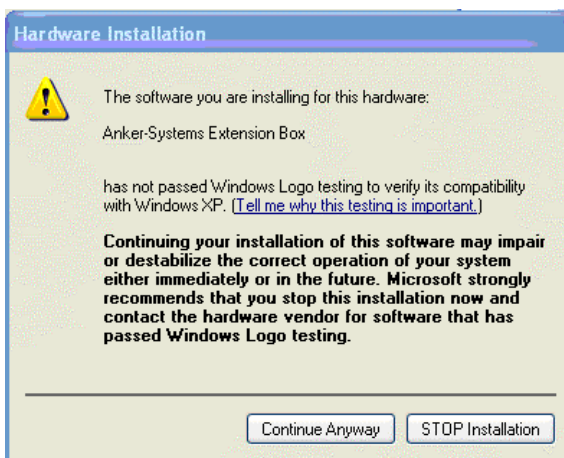 Hardware Installation
The software you are installing for this hardware:
Anker-Systems Extension Box
has not passed Windows Logo testing to verify its compatibility
with Windows XP. (Tell me why this testing is important.)
Continuing your installation of this software may impair
or destabilize the correct operation of your system
either immediately or in the future. Microsoft strongly
recommends that you stop this installation now and
contact the hardware vendor for software that has
passed Windows Logo testing.
Continue Anyway STOP Installation